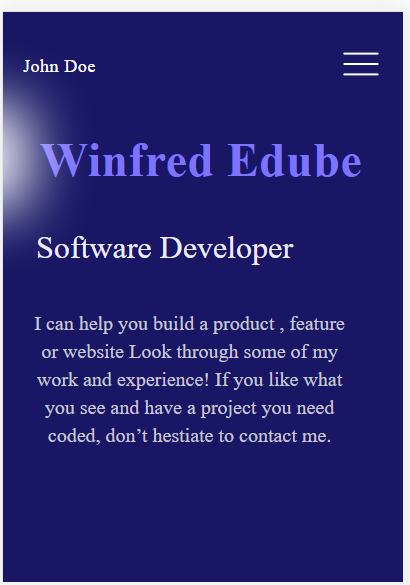 John Doe
Winfred Edube
Software Developer
I can help you build a product , feature
or website Look through some of my
work and experience! If you like what
you see and have a project you need
coded, don’t hestiate to contact me.